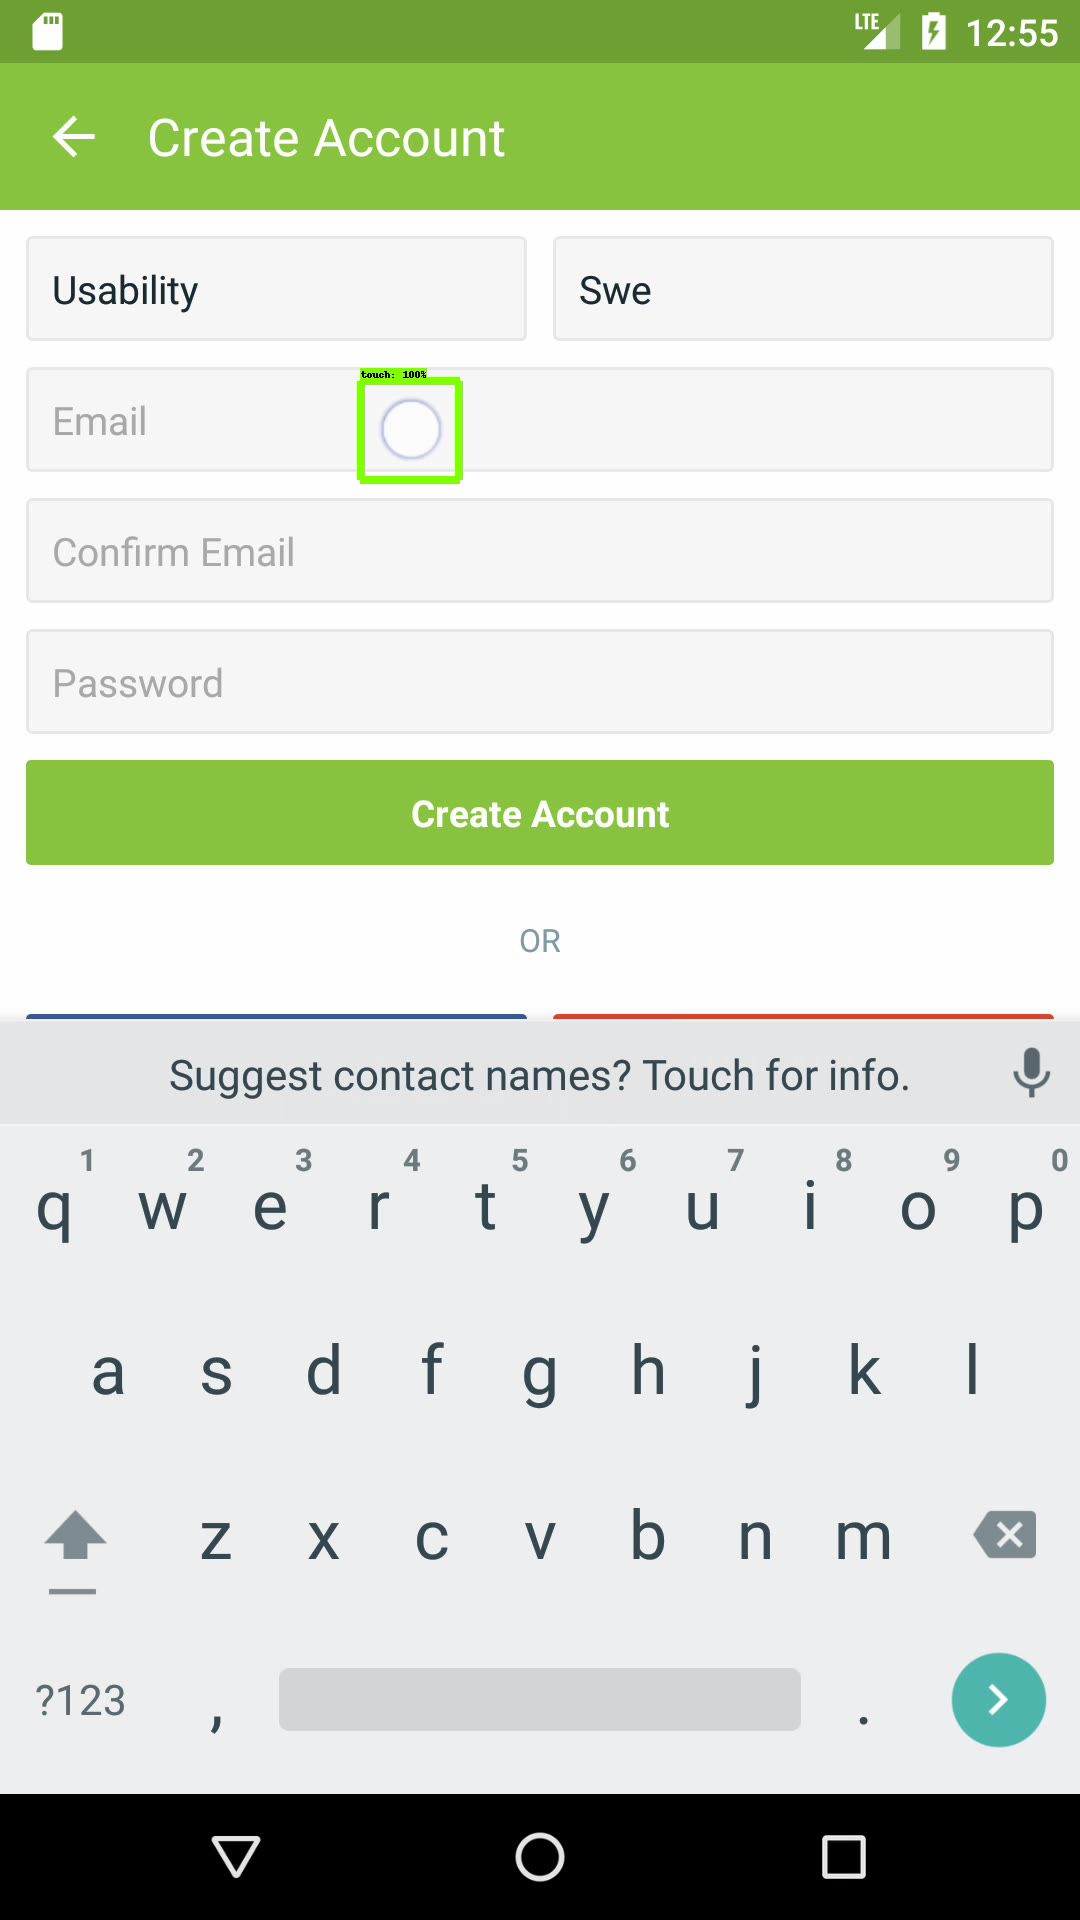 LTE 12:55
Create Account
Usability Swe
touch: 100%
Email
Confirm Email
Password
Create Account
OR
Suggest contact names? Touch for info.
1 2 3 4 5 6 7 8 9 0
q w e r t y u i o p
a s d f g h j k l
z x c v b n m
?123 , .